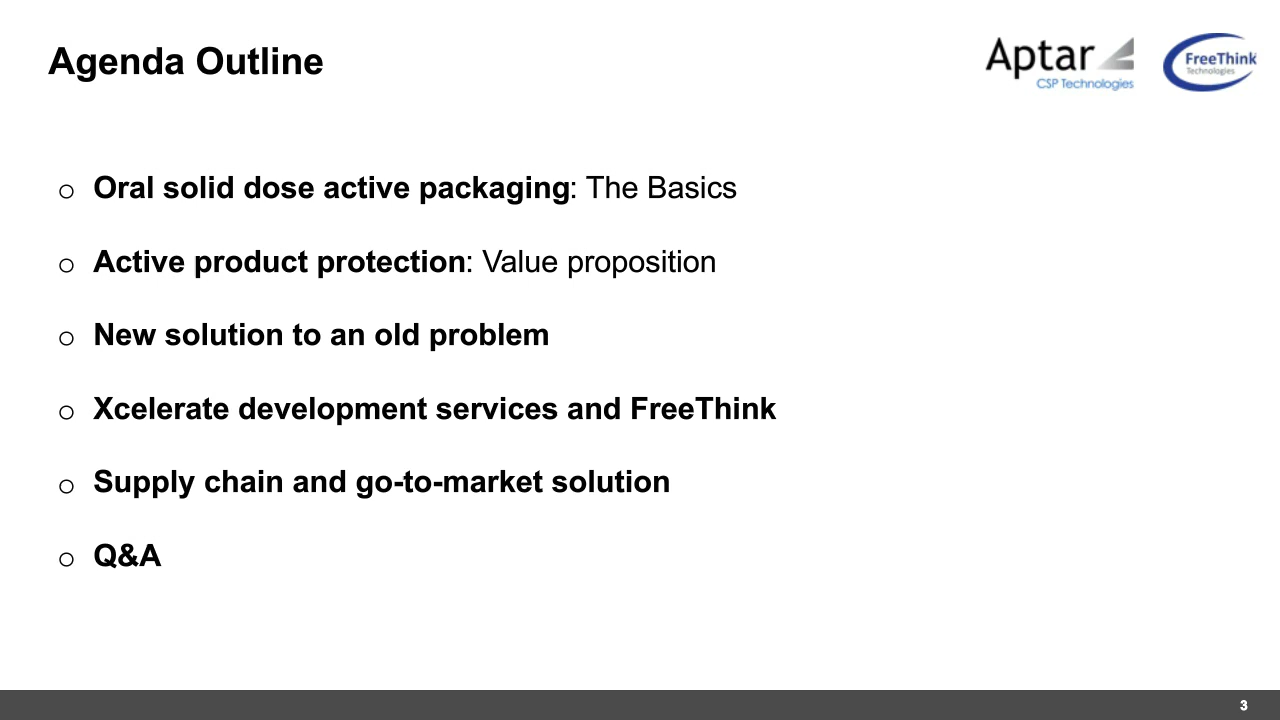 Agenda Outline
Aptar
CSP Technologies
FreeThink
Technologies
o Oral solid dose active packaging: The Basics
o Active product protection: Value proposition
o New solution to an old problem
o Xcelerate development services and FreeThink
o Supply chain and go-to-market solution
o Q&A
3